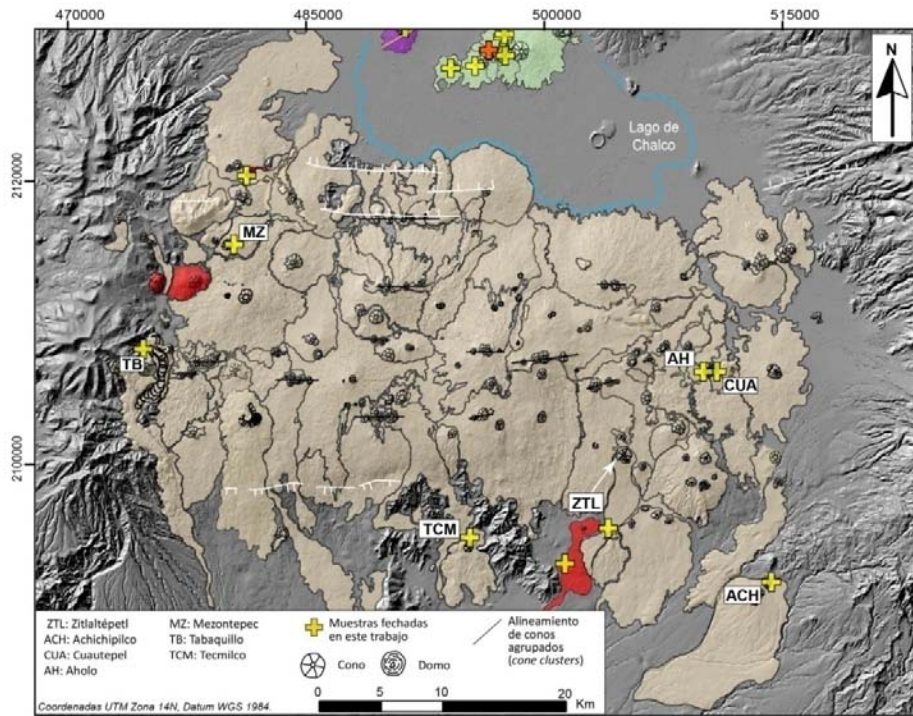 470000 485000 500000 515000
N
Lago de
Chalco
2120000
MZ
TB
AH
CUA
2100000
ZTL
TCM
ACH
ZTL: Zitlaltépetl
ACH: Achichipilco
CUA: Cuautepel
AH: Aholo
MZ: Mezontepec
TB: Tabaquillo
TCM: Tecmilco
Muestras fechadas
en este trabajo
Cono
Domo
Alineamiento
de conos
agrupados
(cone clusters)
0 5 10 20
Km
Coordenadas UTM Zona 14N, Datum WGS 1984.